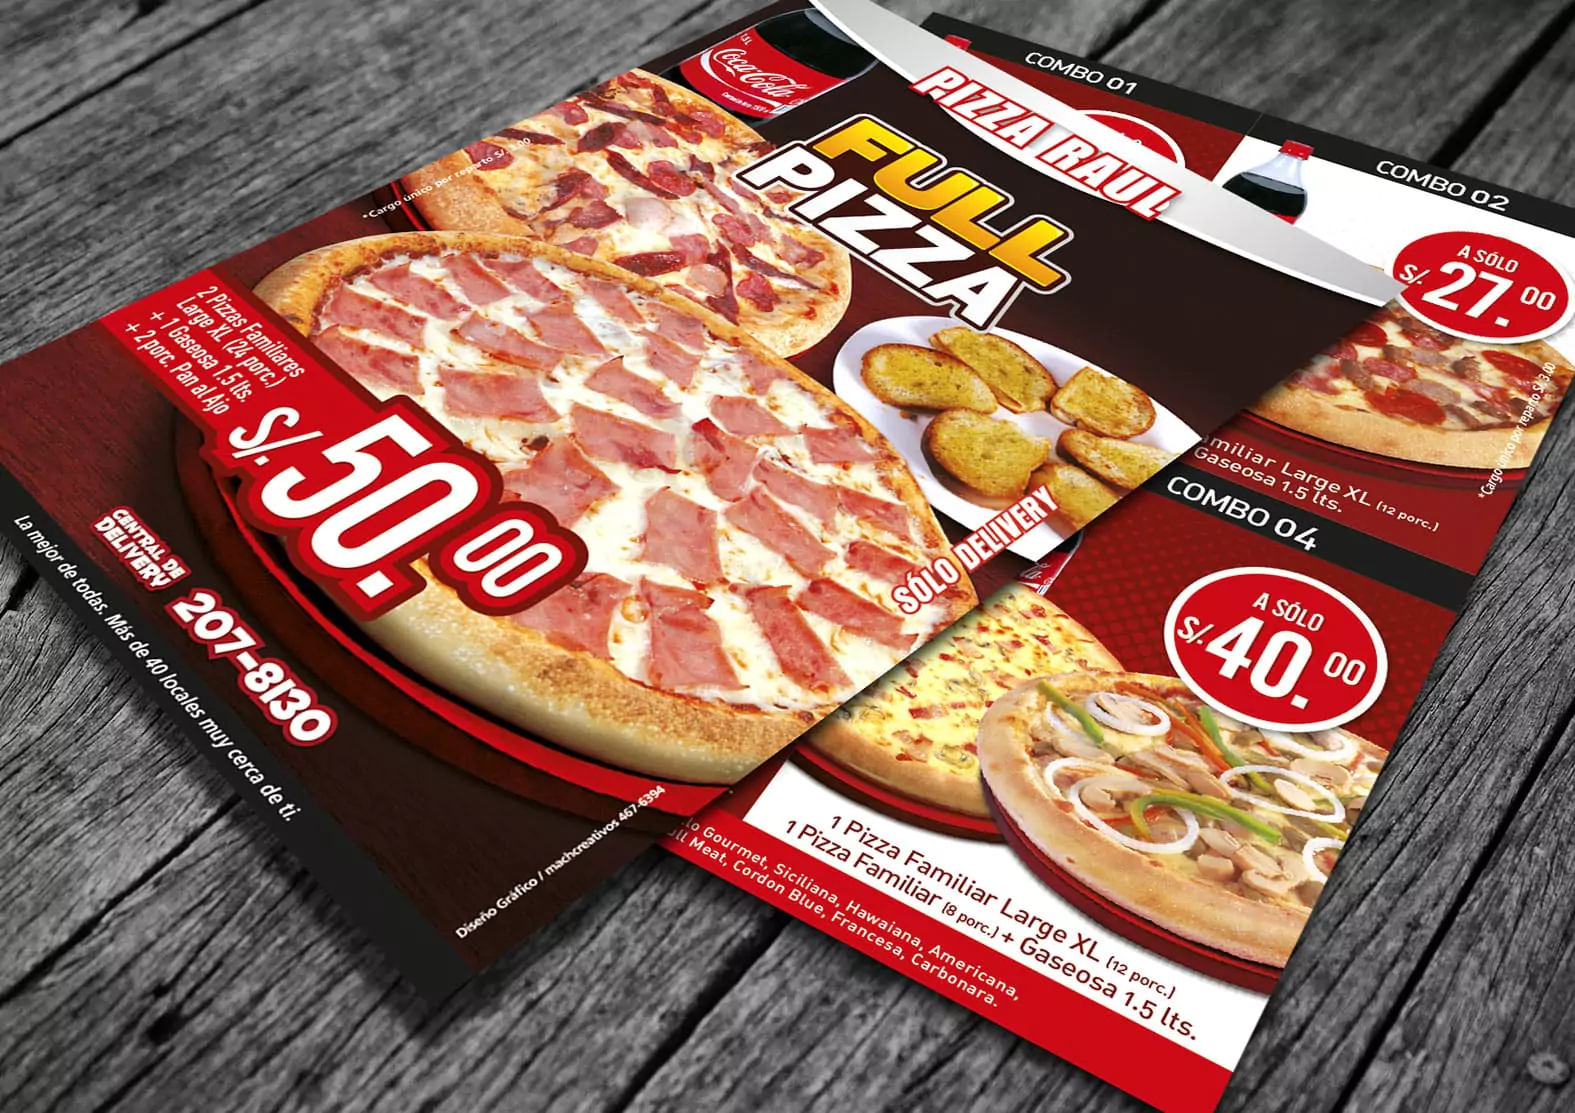 Coca-Cola
PIZZA RAUL
FULL
PIZZA
*Cargo único por reparto S/.
2 Pizzas Familiares
Large XL (24 porc.)
+ 1 Gaseosa 1.5 lts.
+ 2 porc. Pan al Ajo
S/. 50.00
SÓLO DELIVERY
CENTRAL DE
DELIVERY
207-8130
La mejor de todas. Más de 40 locales muy cerca de ti.
Diseño Gráfico / machcreativos 467-6394
COMBO 01
COMBO 02
A SÓLO
S/. 27.00
*Cargo único por reparto S/. 3.00
Large XL (12 porc.)
Gaseosa 1.5 lts.
COMBO 04
A SÓLO
S/. 40.00
1 Pizza Familiar Large XL (12 porc.)
1 Pizza Familiar (8 porc.) + Gaseosa 1.5 lts.
Gourmet, Siciliana, Hawaiana, Americana,
Meat, Cordon Blue, Francesa, Carbonara.